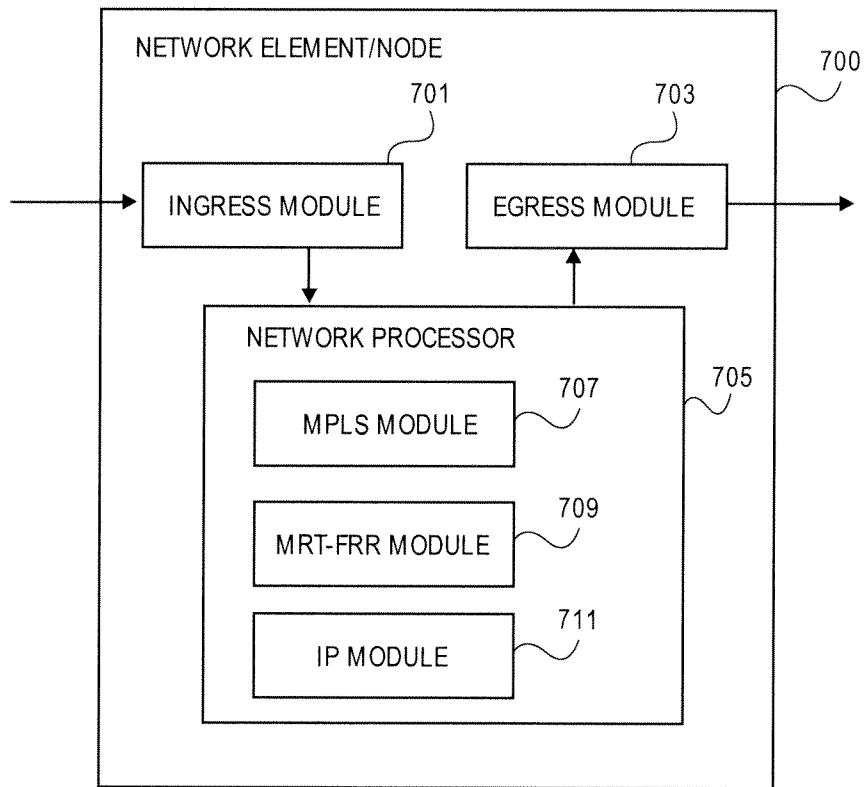 NETWORK ELEMENT/NODE
700
701
703
INGRESS MODULE
EGRESS MODULE
NETWORK PROCESSOR
705
707
MPLS MODULE
709
MRT-FRR MODULE
711
IP MODULE